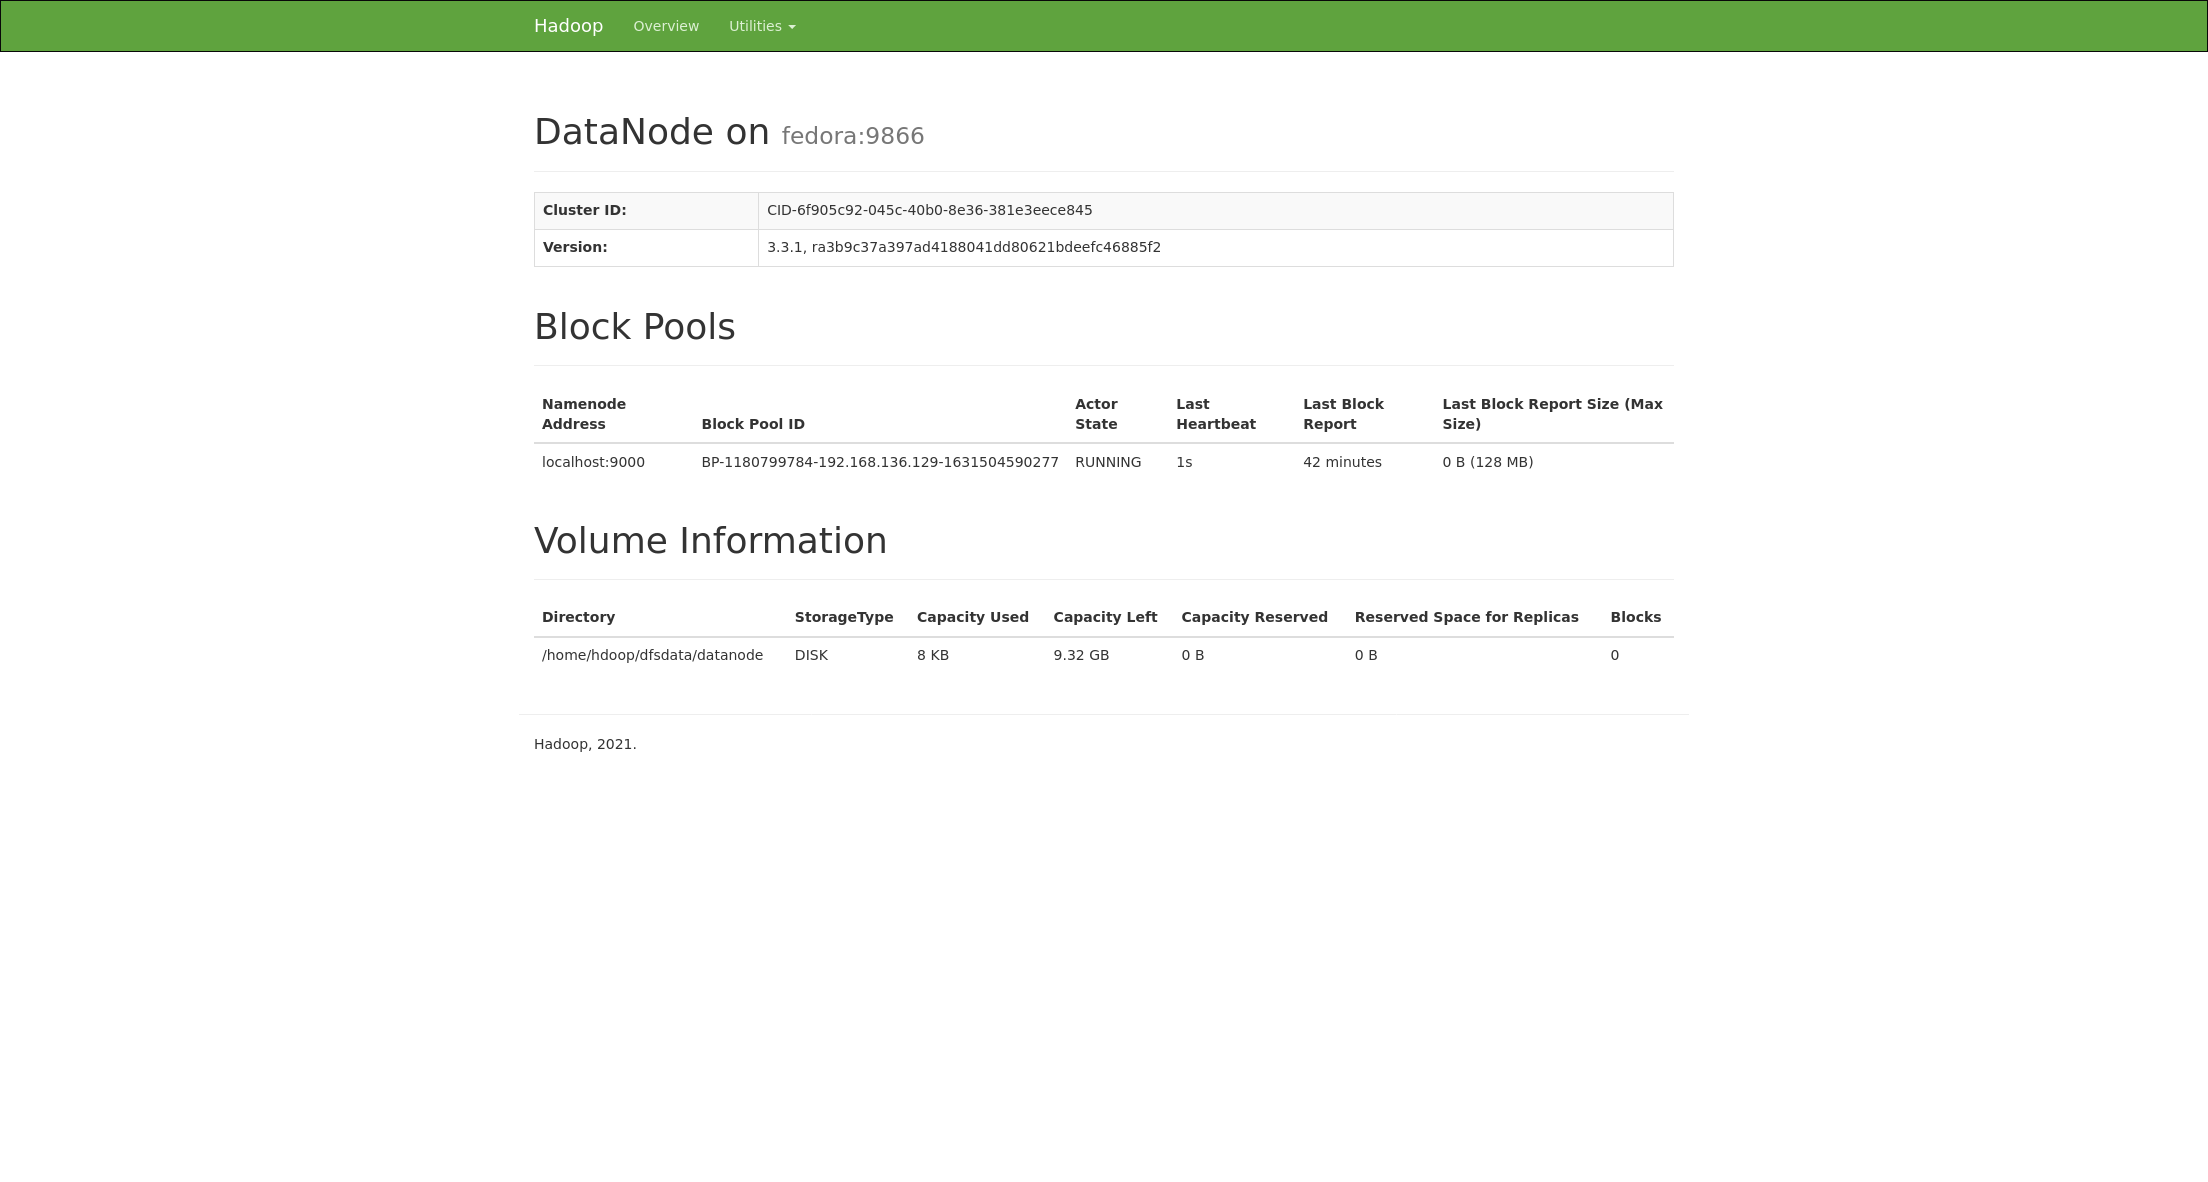 Hadoop Overview Utilities
DataNode on fedora:9866
Cluster ID: CID-6f905c92-045c-40b0-8e36-381e3eece845
Version: 3.3.1, ra3b9c37a397ad4188041dd80621bdeefc46885f2
Block Pools
Namenode Address Block Pool ID Actor State Last Heartbeat Last Block Report Last Block Report Size (Max Size)
localhost:9000 BP-1180799784-192.168.136.129-1631504590277 RUNNING 1s 42 minutes 0 B (128 MB)
Volume Information
Directory StorageType Capacity Used Capacity Left Capacity Reserved Reserved Space for Replicas Blocks
/home/hdoop/dfsdata/datanode DISK 8 KB 9.32 GB 0 B 0 B 0
Hadoop, 2021.